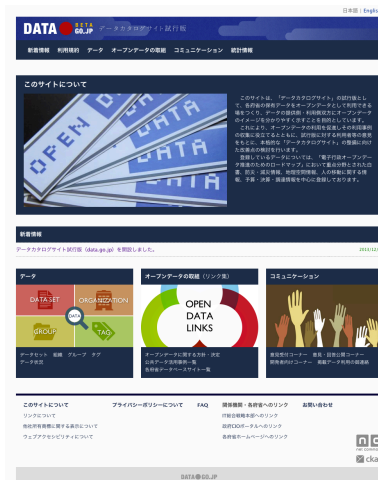 日本語 | Englis
DATA GO.JP BETA データカタログサイト試行版
新着情報 利用規約 データ オープンデータの取組 コミュニケーション 統計情報
このサイトについて
このサイトは、「データカタログサイト」の試行版とし
て、各府省の保有データをオープンデータとして利用できる
場をつくり、データの提供側・利用側双方にオープンデータ
のイメージを分かりやすく示すことを目的としています。
これにより、オープンデータの利用を促進しその利用事例
の収集に役立てるとともに、試行版に対する利用者等の意見
をもとに、本格的な「データカタログサイト」の整備に向け
た改善点の検討を行います。
登録しているデータについては、「電子行政オープンデー
タ推進のためのロードマップ」において重点分野とされた白
書、防災・減災情報、地理空間情報、人の移動に関する情
報、予算・決算・調達情報を中心に登録しております。
OPEN DATA
DATA
新着情報
データカタログサイト試行版（data.go.jp）を開設しました。
2013/12/
データ
オープンデータの取組（リンク集）
コミュニケーション
DATA SET
ORGANIZATION
DATA
GROUP
TAG
OPEN
DATA
LINKS
データセット 組織 グループ タグ
データ状況
オープンデータに関する方針・決定
公共データ活用事例一覧
各府省データベースサイト一覧
意見受付コーナー 意見・回答公開コーナー
開発者向けコーナー 掲載データ利用の関連絡
このサイトについて
リンクについて
他社所有商標に関する表示について
ウェブアクセシビリティについて
プライバシーポリシーについて
FAQ
関係機関・各府省へのリンク
IT総合戦略本部へのリンク
政府CIOポータルへのリンク
各府省ホームページへのリンク
お問い合わせ
cka
DATA GO.JP